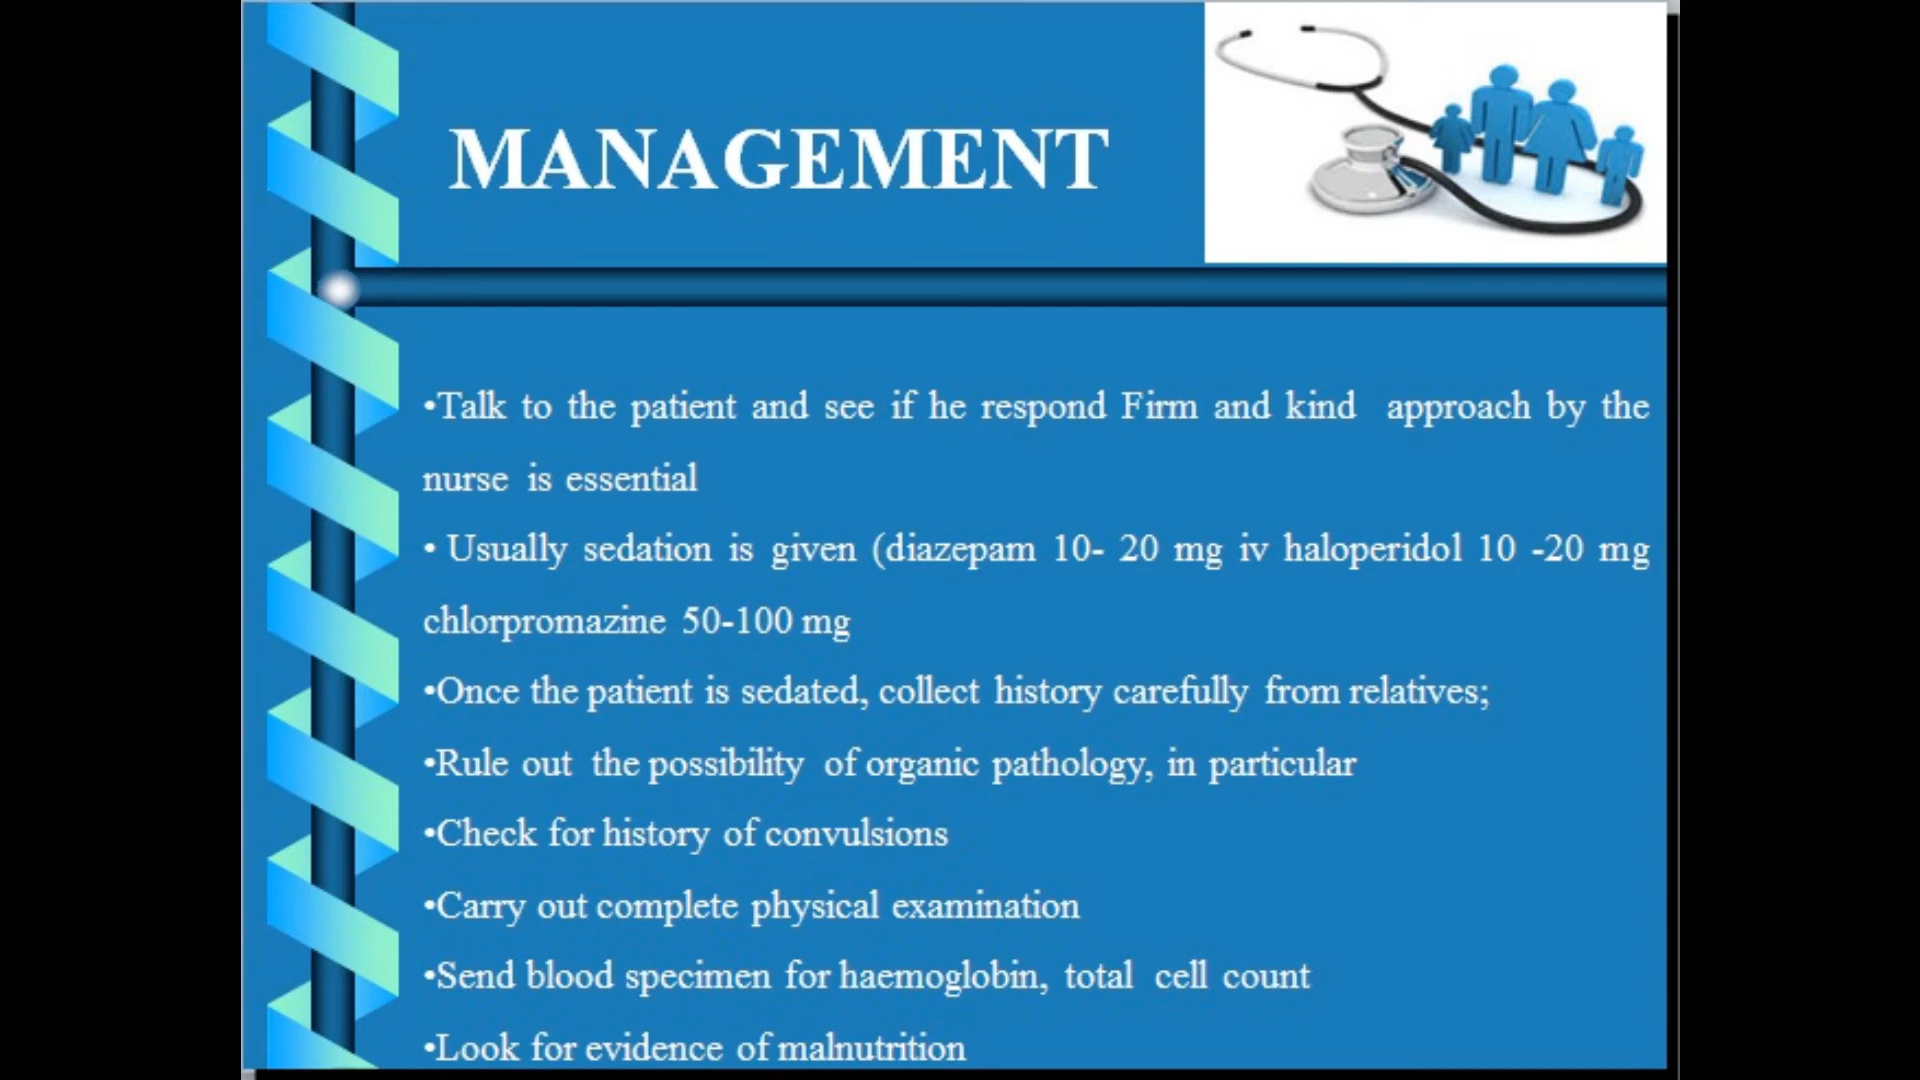 MANAGEMENT
•Talk to the patient and see if he respond Firm and kind approach by the
nurse is essential
• Usually sedation is given (diazepam 10- 20 mg iv haloperidol 10 -20 mg
chlorpromazine 50-100 mg
•Once the patient is sedated, collect history carefully from relatives;
•Rule out the possibility of organic pathology, in particular
•Check for history of convulsions
•Carry out complete physical examination
•Send blood specimen for haemoglobin, total cell count
•Look for evidence of malnutrition